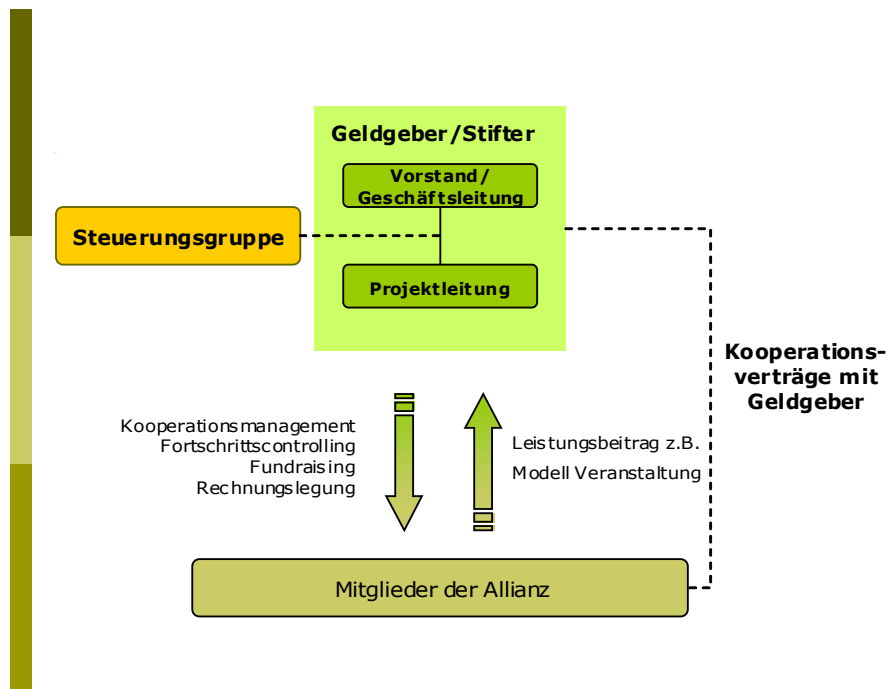 Geldgeber/Stifter
Vorstand/
Geschäftsleitung
Steuerungsgruppe
Projektleitung
Kooperations-
verträge mit
Geldgeber
Kooperationsmanagement
Fortschrittscontrolling
Fundraising
Rechnungslegung
Leistungsbeitrag z.B.
Modell Veranstaltung
Mitglieder der Allianz